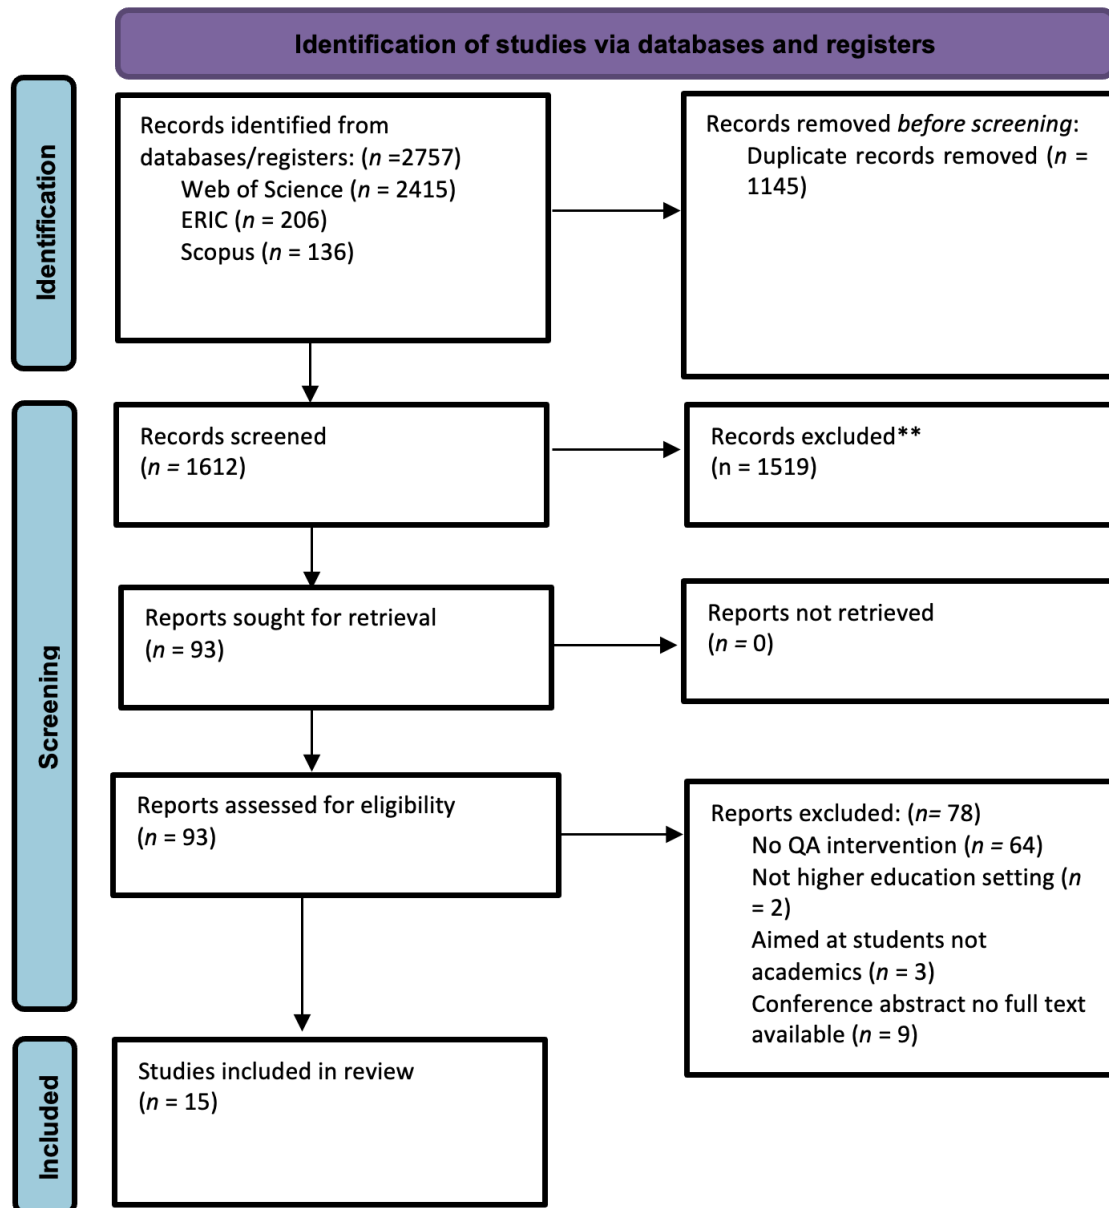 Identification of studies via databases and registers
Identification
Records identified from
databases/registers: (n =2757)
Web of Science (n = 2415)
ERIC (n = 206)
Scopus (n = 136)
Records removed before screening:
Duplicate records removed (n =
1145)
Screening
Records screened
(n = 1612)
Records excluded**
(n = 1519)
Reports sought for retrieval
(n = 93)
Reports not retrieved
(n = 0)
Reports assessed for eligibility
(n = 93)
Reports excluded: (n= 78)
No QA intervention (n = 64)
Not higher education setting (n
= 2)
Aimed at students not
academics (n = 3)
Conference abstract no full text
available (n = 9)
Included
Studies included in review
(n = 15)